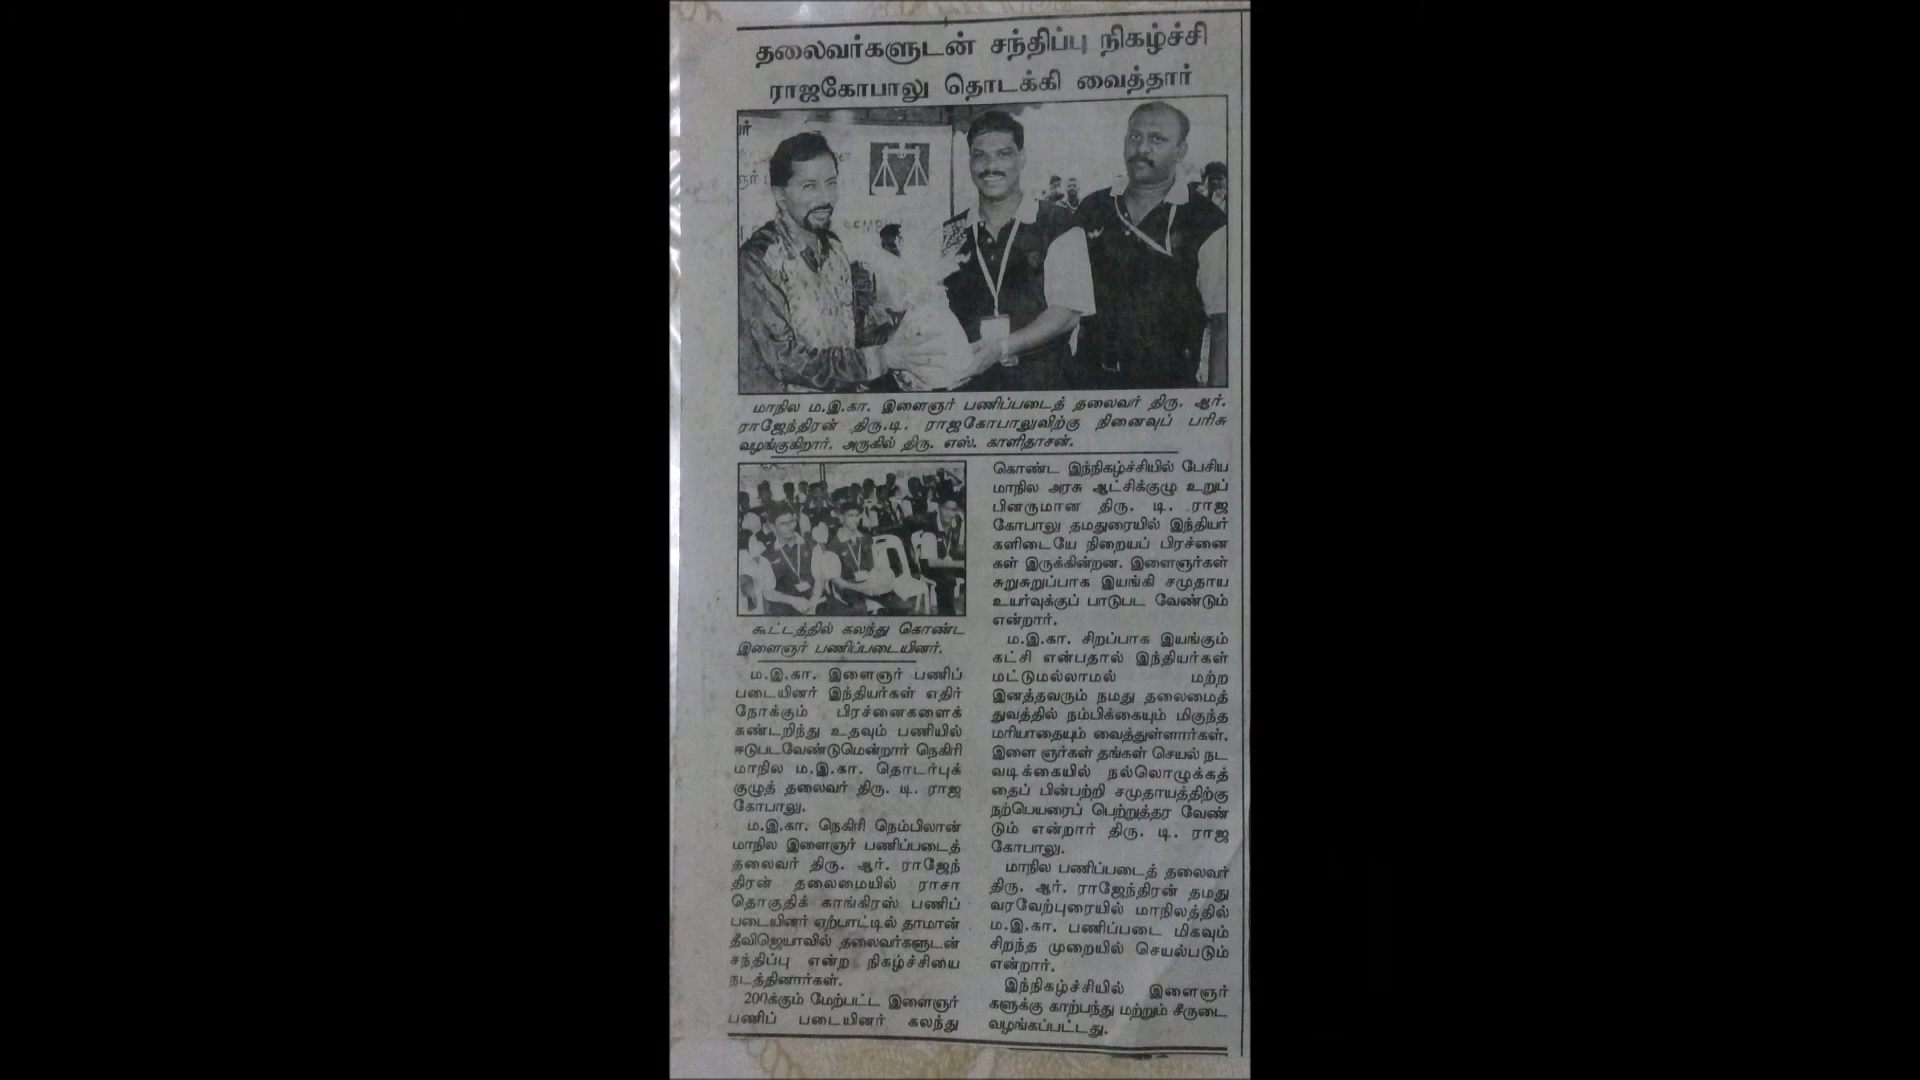 தலைவர்களுடன் சந்திப்பு நிகழ்ச்சி
ராஜகோபாலு தொடக்கி வைத்தார்
மாநில ம.இ.கா. இளைஞர் பணிப்படைத் தலைவர் திரு. ஆர்.
ராஜேந்திரன் திரு.டி. ராஜகோபாலுவிற்கு நினைவுப் பரிசு
வழங்குகிறார். அருகில் திரு. எஸ். காளிதாசன்.
கூட்டத்தில் கலந்து கொண்ட
இளைஞர் பணிப்படையினர்.
ம.இ.கா. இளைஞர் பணிப்
படையினர் இந்தியர்கள் எதிர்
நோக்கும் பிரச்னைகளைக்
கண்டறிந்து உதவும் பணியில்
ஈடுபடவேண்டுமென்றார் நெகிரி
மாநில ம.இ.கா. தொடர்புக்
குழுத் தலைவர் திரு. டி. ராஜ
கோபாலு.
ம.இ.கா. நெகிரி நெம்பிலான்
மாநில இளைஞர் பணிப்படைத்
தலைவர் திரு. ஆர். ராஜேந்
திரன் தலைமையில் ராசா
தொகுதிக் காங்கிரஸ் பணிப்
படையினர் ஏற்பாட்டில் தாமான்
தீவிஜெயாவில் தலைவர்களுடன்
சந்திப்பு என்ற நிகழ்ச்சியை
நடத்தினார்கள்.
200க்கும் மேற்பட்ட இளைஞர்
பணிப் படையினர் கலந்து
கொண்ட இந்நிகழ்ச்சியில் பேசிய
மாநில அரசு ஆட்சிக்குழு உறுப்
பினருமான திரு. டி. ராஜ
கோபாலு தமதுரையில் இந்தியர்
களிடையே நிறையப் பிரச்னை
கள் இருக்கின்றன. இளைஞர்கள்
சுறுசுறுப்பாக இயங்கி சமுதாய
உயர்வுக்குப் பாடுபட வேண்டும்
என்றார்.
ம.இ.கா. சிறப்பாக இயங்கும்
கட்சி என்பதால் இந்தியர்கள்
மட்டுமல்லாமல் மற்ற
இனத்தவரும் நமது தலைமைத்
துவத்தில் நம்பிக்கையும் மிகுந்த
மரியாதையும் வைத்துள்ளார்கள்.
இளை ஞர்கள் தங்கள் செயல் நட
வடிக்கையில் நல்லொழுக்கத்
தைப் பின்பற்றி சமுதாயத்திற்கு
நற்பெயரைப் பெற்றுத்தர வேண்
டும் என்றார் திரு. டி. ராஜ
கோபாலு.
மாநில பணிப்படைத் தலைவர்
திரு. ஆர். ராஜேந்திரன் தமது
வரவேற்புரையில் மாநிலத்தில்
ம.இ.கா. பணிப்படை மிகவும்
சிறந்த முறையில் செயல்படும்
என்றார்.
இந்நிகழ்ச்சியில் இளைஞர்
களுக்கு காற்பந்து மற்றும் சீருடை
வழங்கப்பட்டது.